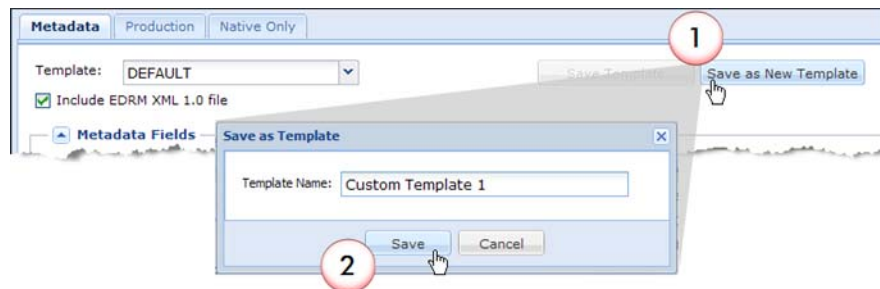 Metadata Production Native Only
1
Template: DEFAULT Save Template Save as New Template
Include EDRM XML 1.0 file
Metadata Fields
Save as Template
Template Name: Custom Template 1
Save Cancel
2